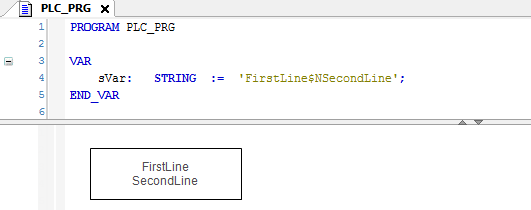 PLC_PRG
1 PROGRAM PLC_PRG
2
3 VAR
4 sVar: STRING := 'FirstLine$NSecondLine';
5 END_VAR
6
FirstLine
SecondLine